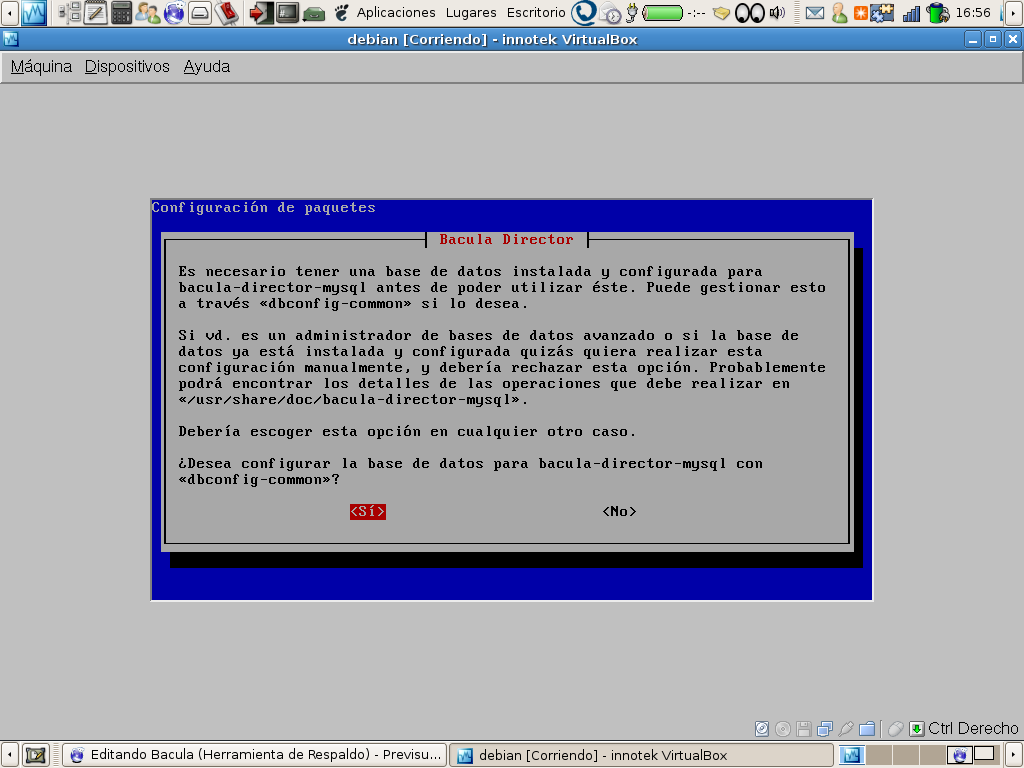 Aplicaciones Lugares Escritorio -:-- 16:56
debian [Corriendo] - innotek VirtualBox
Máquina Dispositivos Ayuda
Configuración de paquetes
Bacula Director
Es necesario tener una base de datos instalada y configurada para
bacula-director-mysql antes de poder utilizar éste. Puede gestionar esto
a través «dbconfig-common» si lo desea.
Si vd. es un administrador de bases de datos avanzado o si la base de
datos ya está instalada y configurada quizás quiera realizar esta
configuración manualmente, y debería rechazar esta opción. Probablemente
podrá encontrar los detalles de las operaciones que debe realizar en
«/usr/share/doc/bacula-director-mysql».
Debería escoger esta opción en cualquier otro caso.
¿Desea configurar la base de datos para bacula-director-mysql con
«dbconfig-common»?
<Sí> <No>
Ctrl Derecho
Editando Bacula (Herramienta de Respaldo) - Previsu... debian [Corriendo] - innotek VirtualBox